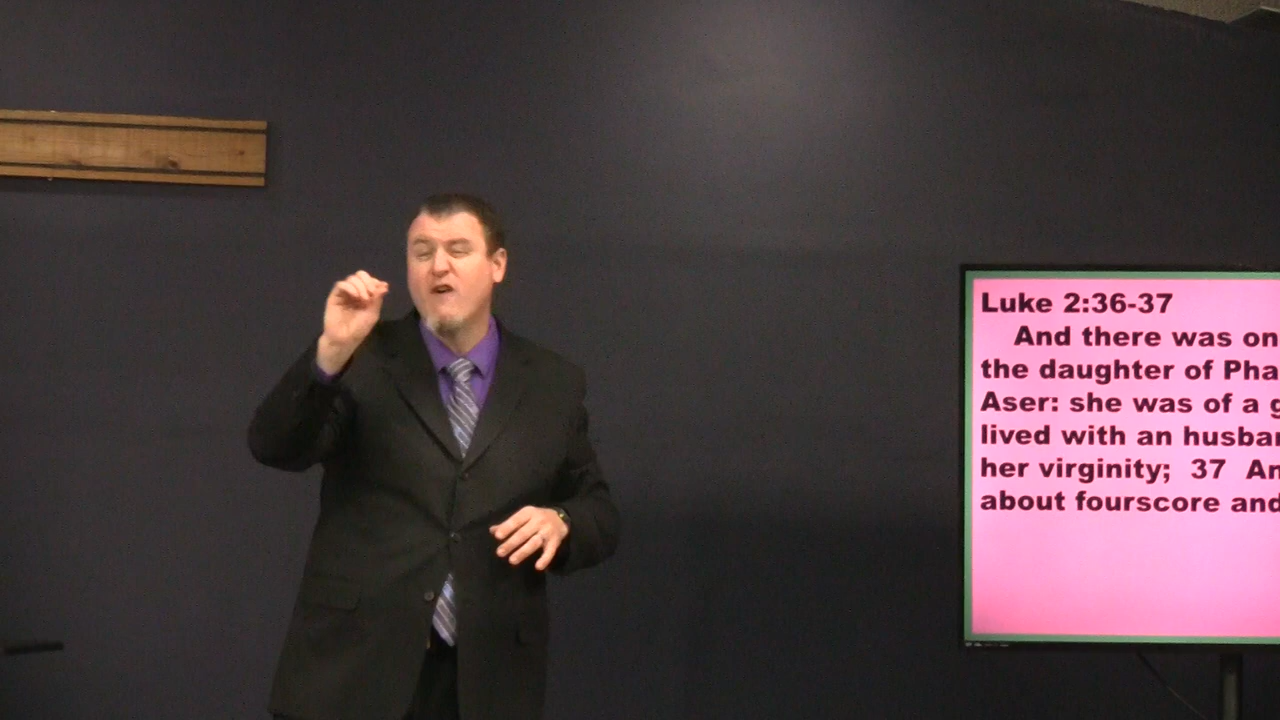 Luke 2:36-37
And there was on
the daughter of Pha
Aser: she was of a g
lived with an husba
her virginity; 37 An
about fourscore and